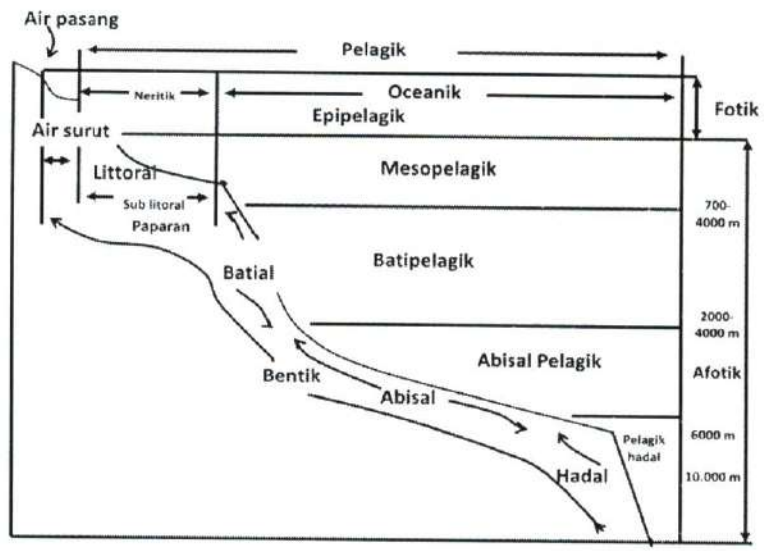 Air pasang
Pelagik
Neritik
Oceanik
Epipelagik
Fotik
Air surut
Littoral
Mesopelagik
Sub litoral
Paparan
700-
4000 m
Batial
Batipelagik
2000-
4000 m
Abisal Pelagik
Bentik
Abisal
Afotik
Pelagik
hadal
6000 m
Hadal
10.000 m